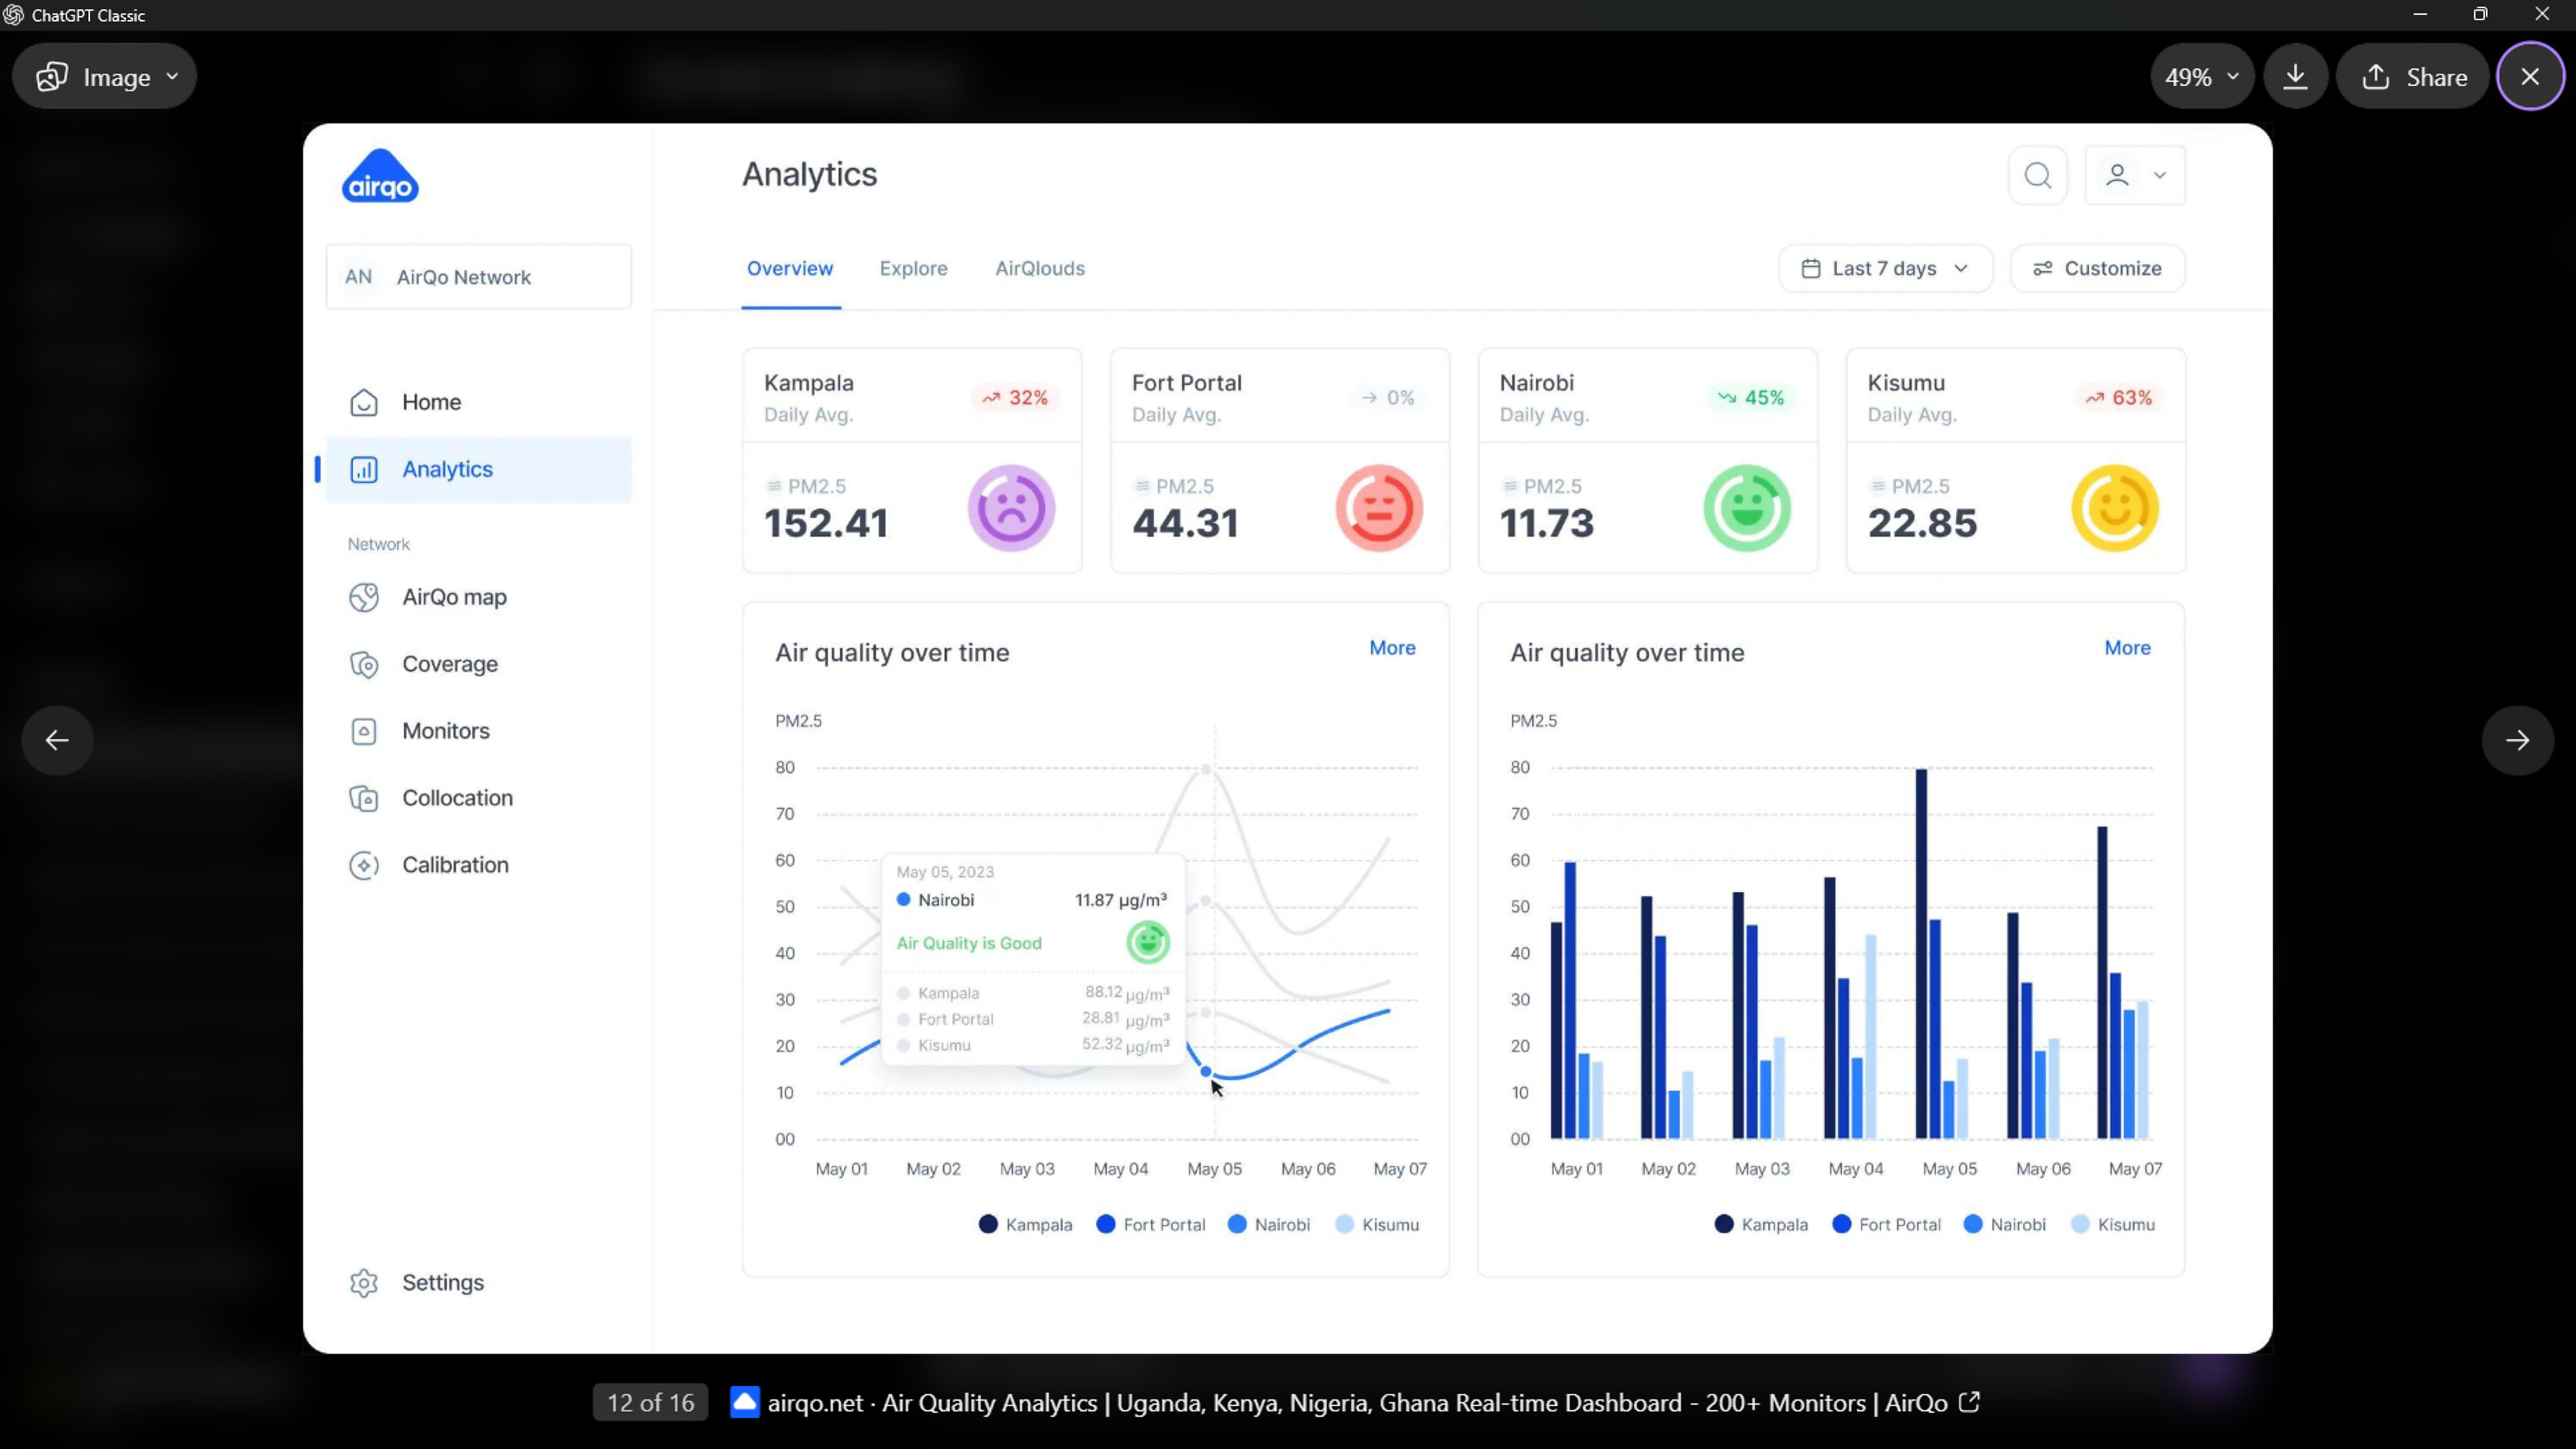 ChatGPT Classic
Image
49%
Share
airqo
Analytics
AN AirQo Network
Overview Explore AirQlouds
Last 7 days Customize
Home
Analytics
Network
AirQo map
Coverage
Monitors
Collocation
Calibration
Settings
Kampala
Daily Avg.
32%
PM2.5
152.41
Fort Portal
Daily Avg.
0%
PM2.5
44.31
Nairobi
Daily Avg.
45%
PM2.5
11.73
Kisumu
Daily Avg.
63%
PM2.5
22.85
Air quality over time More
PM2.5
80
70
60
50
40
30
20
10
00
May 05, 2023
Nairobi 11.87 µg/m³
Air Quality is Good
Kampala 88.12 µg/m³
Fort Portal 28.81 µg/m³
Kisumu 52.32 µg/m³
May 01 May 02 May 03 May 04 May 05 May 06 May 07
Kampala Fort Portal Nairobi Kisumu
Air quality over time More
PM2.5
80
70
60
50
40
30
20
10
00
May 01 May 02 May 03 May 04 May 05 May 06 May 07
Kampala Fort Portal Nairobi Kisumu
12 of 16 airqo.net · Air Quality Analytics | Uganda, Kenya, Nigeria, Ghana Real-time Dashboard - 200+ Monitors | AirQo